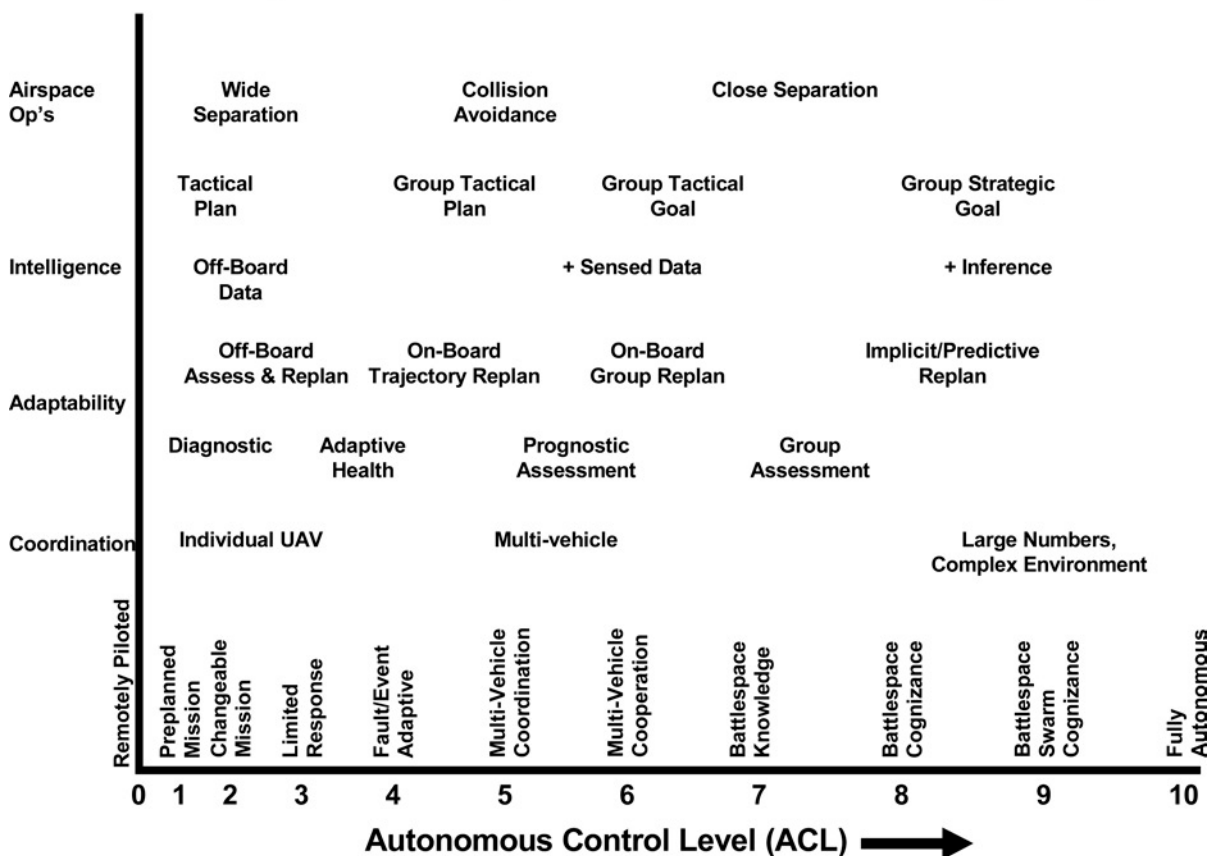 Airspace
Op's
Wide
Separation
Collision
Avoidance
Close Separation
Tactical
Plan
Group Tactical
Plan
Group Tactical
Goal
Group Strategic
Goal
Intelligence
Off-Board
Data
+ Sensed Data
+ Inference
Off-Board
Assess & Replan
On-Board
Trajectory Replan
On-Board
Group Replan
Implicit/Predictive
Replan
Adaptability
Diagnostic
Adaptive
Health
Prognostic
Assessment
Group
Assessment
Coordination
Individual UAV
Multi-vehicle
Large Numbers,
Complex Environment
Remotely Piloted
Preplanned
Mission
Changeable
Mission
Limited
Response
Fault/Event
Adaptive
Multi-Vehicle
Coordination
Multi-Vehicle
Cooperation
Battlespace
Knowledge
Battlespace
Cognizance
Battlespace
Swarm
Cognizance
Fully
Autonomous
0 1 2 3 4 5 6 7 8 9 10
Autonomous Control Level (ACL)